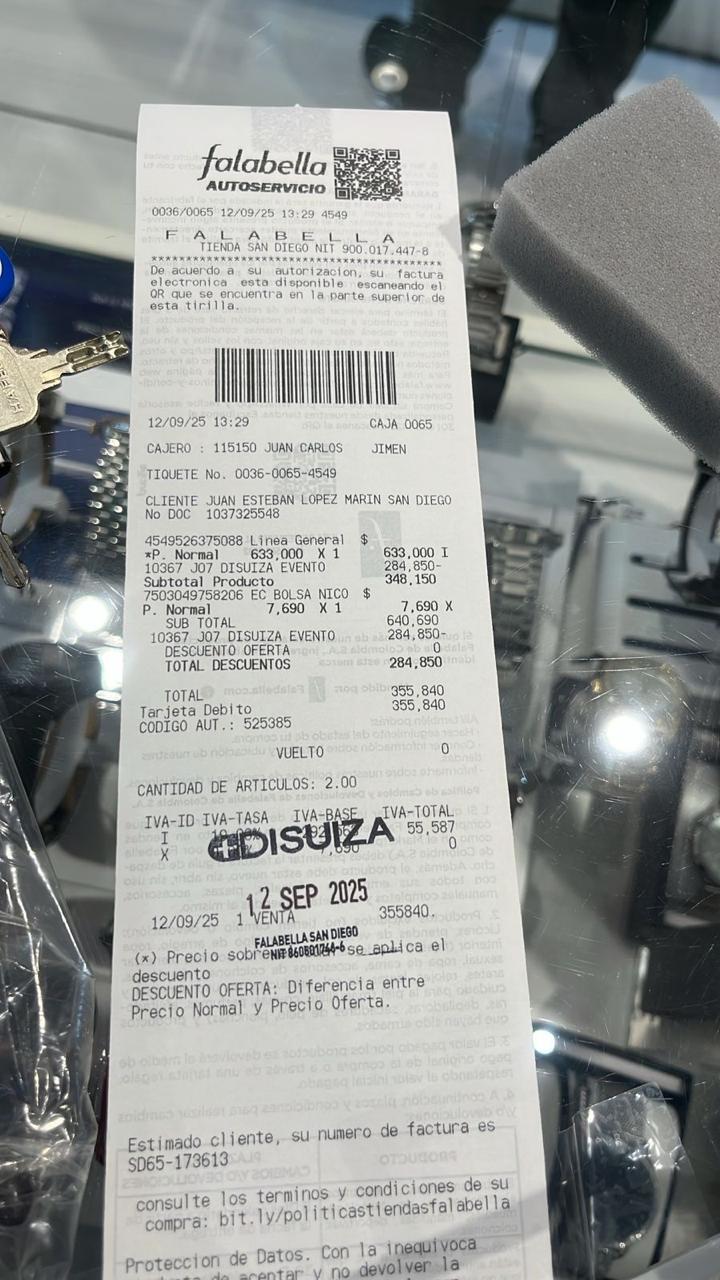 falabella
AUTOSERVICIO
0036/0065 12/09/25 13:29 4549
F A L A B E L L A
TIENDA SAN DIEGO NIT 900.017.447-8
******************************************
De acuerdo a su autorizacion, su factura
electronica esta disponible escaneando el
QR que se encuentra en la parte superior de
esta tirilla.
12/09/25 13:29 CAJA 0065
CAJERO : 115150 JUAN CARLOS JIMEN
TIQUETE No. 0036-0065-4549
CLIENTE JUAN ESTEBAN LOPEZ MARIN SAN DIEGO
No DOC 1037325548
4549526375088 Linea General $
*P. Normal 633,000 X 1 633,000 I
10367 J07 DISUIZA EVENTO 284,850-
Subtotal Producto 348,150
7503049758206 EC BOLSA NICO $
P. Normal 7,690 X 1 7,690 X
SUB TOTAL 640,690
10367 J07 DISUIZA EVENTO 284,850-
DESCUENTO OFERTA 0
TOTAL DESCUENTOS 284,850
TOTAL 355,840
Tarjeta Debito 355,840
CODIGO AUT.: 525385
VUELTO 0
CANTIDAD DE ARTICULOS: 2.00
IVA-ID IVA-TASA IVA-BASE IVA-TOTAL
I 55,587
X 0
DISUIZA
12 SEP 2025
12/09/25 1 VENTA 355840.
FALABELLA SAN DIEGO
(*) Precio sobre se aplica el
descuento
DESCUENTO OFERTA: Diferencia entre
Precio Normal y Precio Oferta.
Estimado cliente, su numero de factura es
SD65-173613
consulte los terminos y condiciones de su
compra: bit.ly/politicastiendasfalabella
Proteccion de Datos. Con la inequivoca
de aceptar y no devolver la